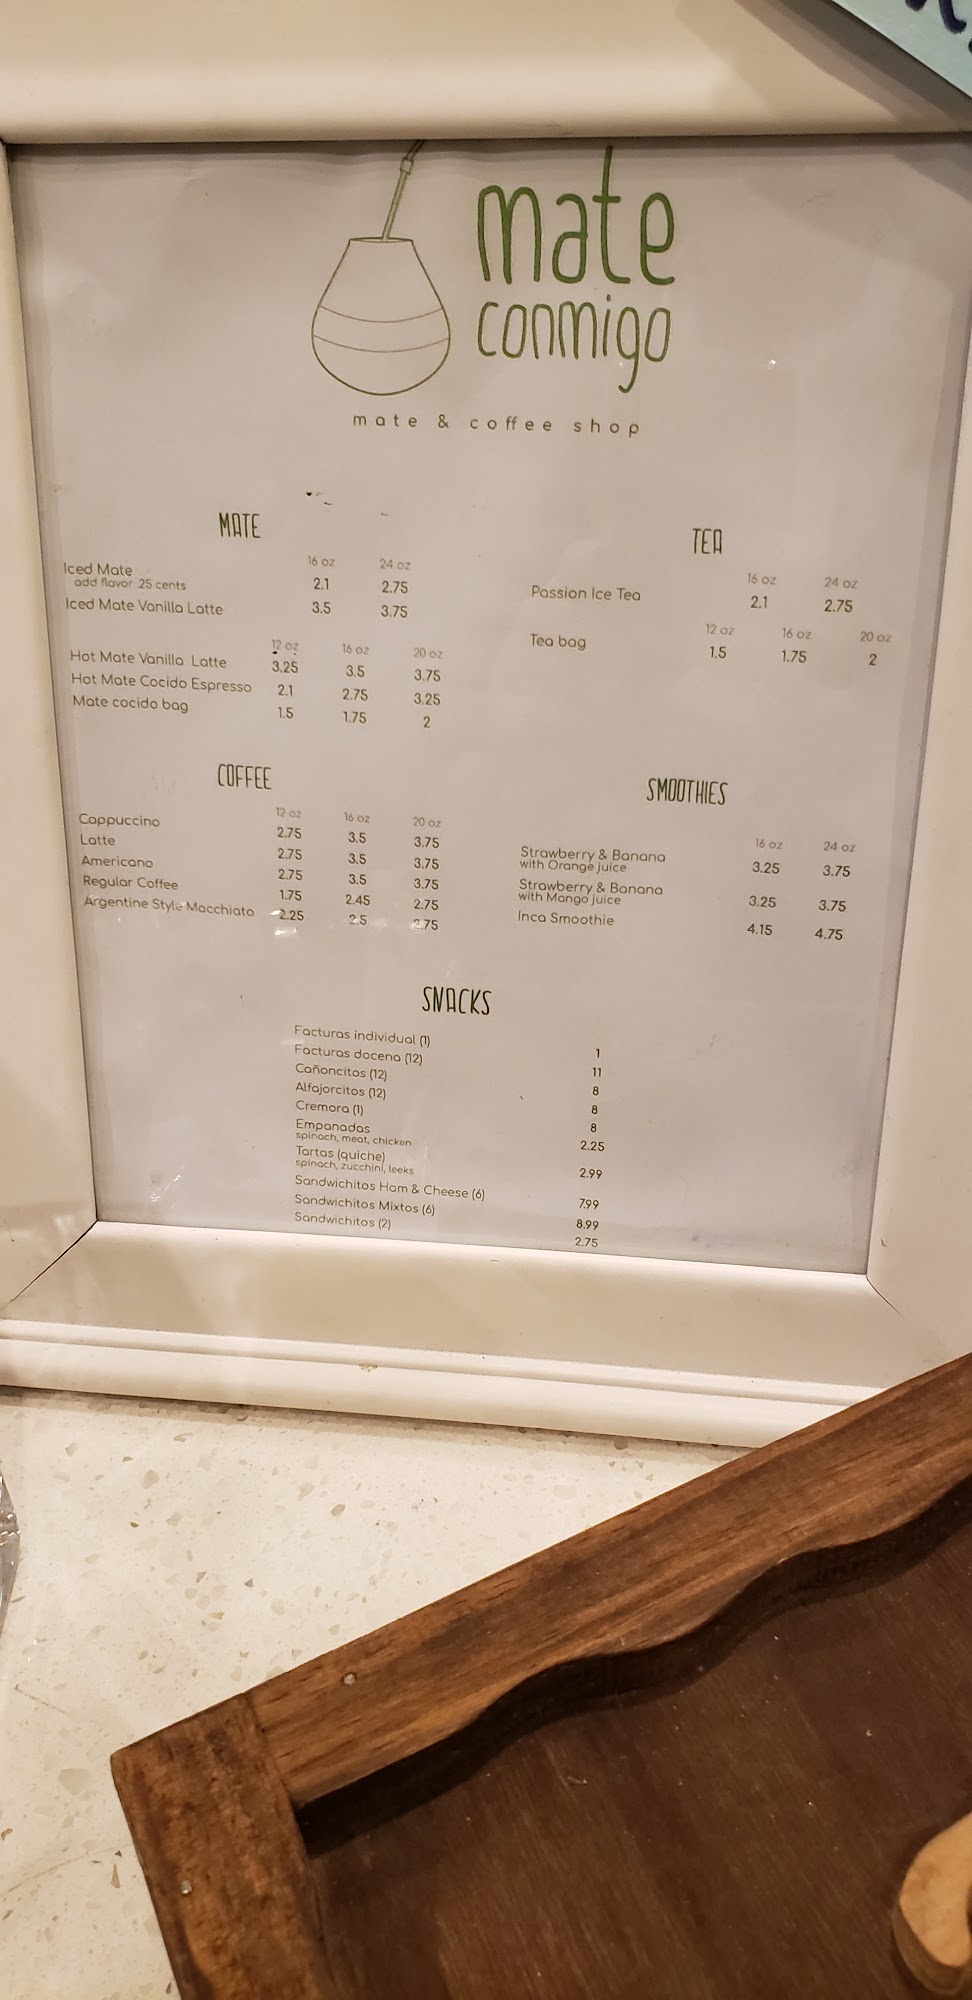 mate
conmigo
mate & coffee shop
MATE
16 oz 24 oz
Iced Mate 2.1 2.75
add flavor .25 cents
Iced Mate Vanilla Latte 3.5 3.75
12 oz 16 oz 20 oz
Hot Mate Vanilla Latte 3.25 3.5 3.75
Hot Mate Cocido Espresso 2.1 2.75 3.25
Mate cocido bag 1.5 1.75 2
TEA
16 oz 24 oz
Passion Ice Tea 2.1 2.75
12 oz 16 oz 20 oz
Tea bag 1.5 1.75 2
COFFEE
12 oz 16 oz 20 oz
Cappuccino 2.75 3.5 3.75
Latte 2.75 3.5 3.75
Americano 2.75 3.5 3.75
Regular Coffee 1.75 2.45 2.75
Argentine Style Macchiato 2.25 2.5 2.75
SMOOTHIES
16 oz 24 oz
Strawberry & Banana 3.25 3.75
with Orange juice
Strawberry & Banana 3.25 3.75
with Mango juice
Inca Smoothie 4.15 4.75
SNACKS
Facturas individual (1) 1
Facturas docena (12) 11
Cañoncitos (12) 8
Alfajorcitos (12) 8
Cremora (1) 8
Empanadas 2.25
spinach, meat, chicken
Tartas (quiche) 2.99
spinach, zucchini, leeks
Sandwichitos Ham & Cheese (6) 7.99
Sandwichitos Mixtos (6) 8.99
Sandwichitos (2) 2.75